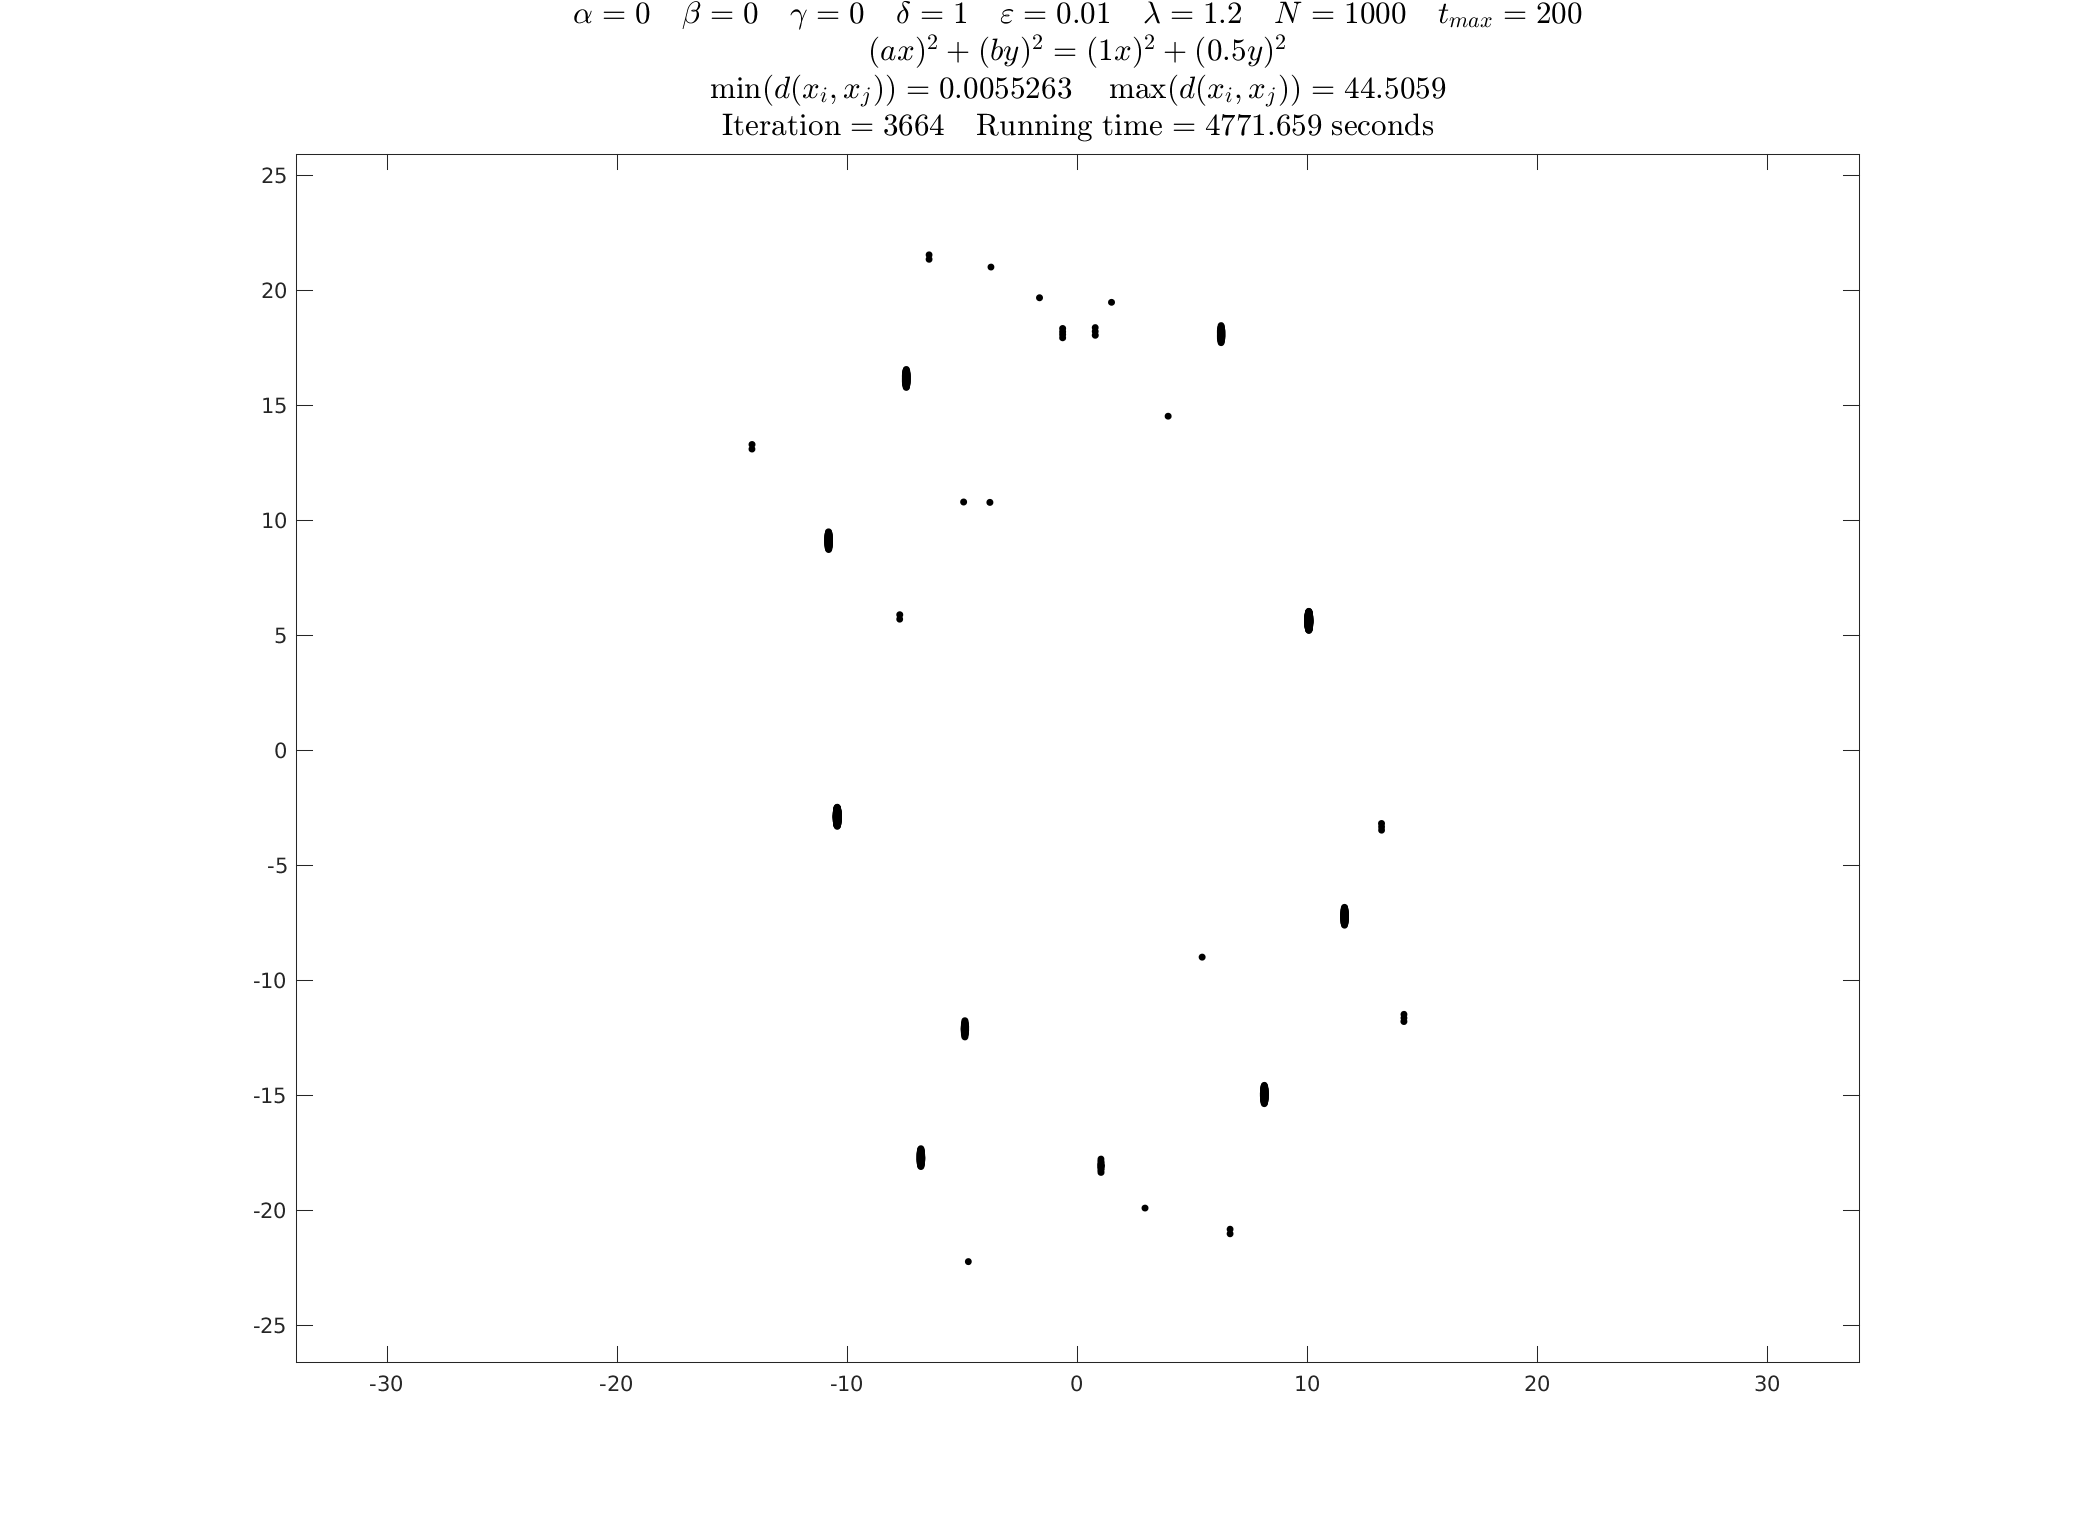 α = 0 β = 0 γ = 0 δ = 1 ε = 0.01 λ = 1.2 N = 1000 t_max = 200
(ax)² + (by)² = (1x)² + (0.5y)²
min(d(x_i, x_j)) = 0.0055263 max(d(x_i, x_j)) = 44.5059
Iteration = 3664 Running time = 4771.659 seconds
25
20
15
10
5
0
-5
-10
-15
-20
-25
-30 -20 -10 0 10 20 30